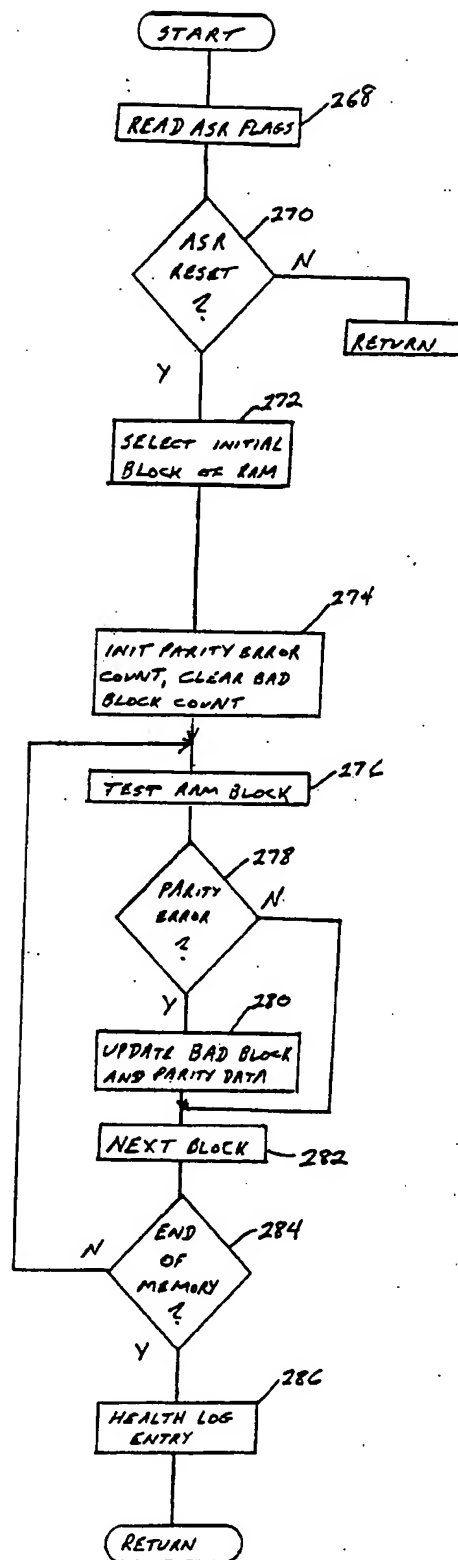 START
268
READ ASR FLAGS
270
ASR
RESET
?
N
RETURN
Y
272
SELECT INITIAL
BLOCK OF RAM
274
INIT PARITY ERROR
COUNT, CLEAR BAD
BLOCK COUNT
276
TEST RAM BLOCK
278
PARITY
ERROR
?
N
Y
280
UPDATE BAD BLOCK
AND PARITY DATA
NEXT BLOCK
282
END
OF
MEMORY
?
284
N
Y
286
HEALTH LOG
ENTRY
RETURN